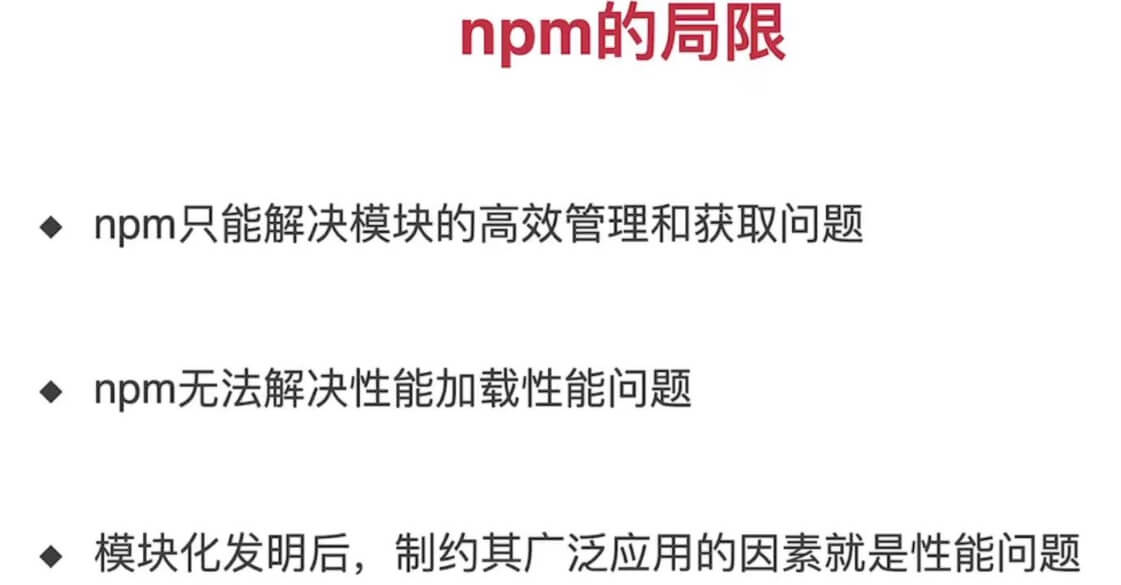 npm的局限
◆ npm只能解决模块的高效管理和获取问题
◆ npm无法解决性能加载性能问题
◆ 模块化发明后，制约其广泛应用的因素就是性能问题